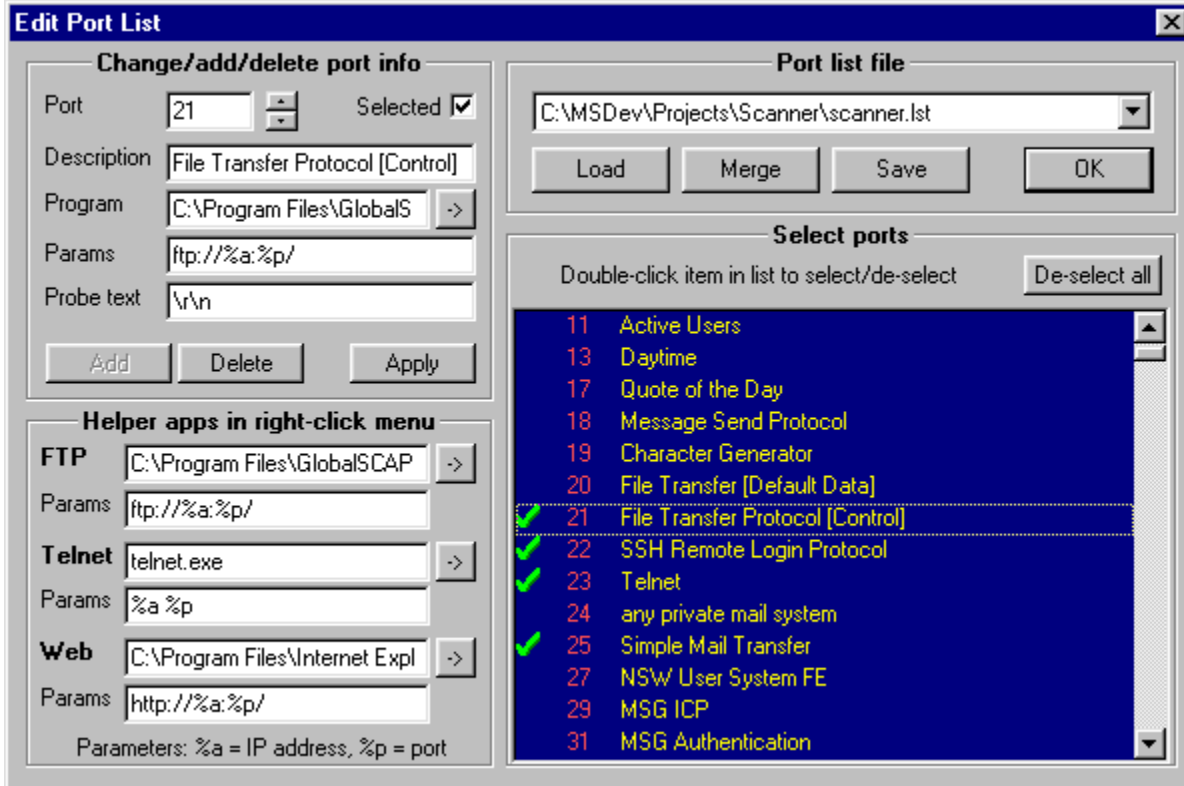 Edit Port List
Change/add/delete port info
Port 21 Selected
Description File Transfer Protocol [Control]
Program C:\Program Files\GlobalS ->
Params ftp://%a:%p/
Probe text \r\n
Add Delete Apply
Helper apps in right-click menu
FTP C:\Program Files\GlobalSCAP ->
Params ftp://%a:%p/
Telnet telnet.exe ->
Params %a %p
Web C:\Program Files\Internet Expl ->
Params http://%a:%p/
Parameters: %a = IP address, %p = port
Port list file
C:\MSDev\Projects\Scanner\scanner.lst
Load Merge Save OK
Select ports
Double-click item in list to select/de-select De-select all
11 Active Users
13 Daytime
17 Quote of the Day
18 Message Send Protocol
19 Character Generator
20 File Transfer [Default Data]
21 File Transfer Protocol [Control]
22 SSH Remote Login Protocol
23 Telnet
24 any private mail system
25 Simple Mail Transfer
27 NSW User System FE
29 MSG ICP
31 MSG Authentication